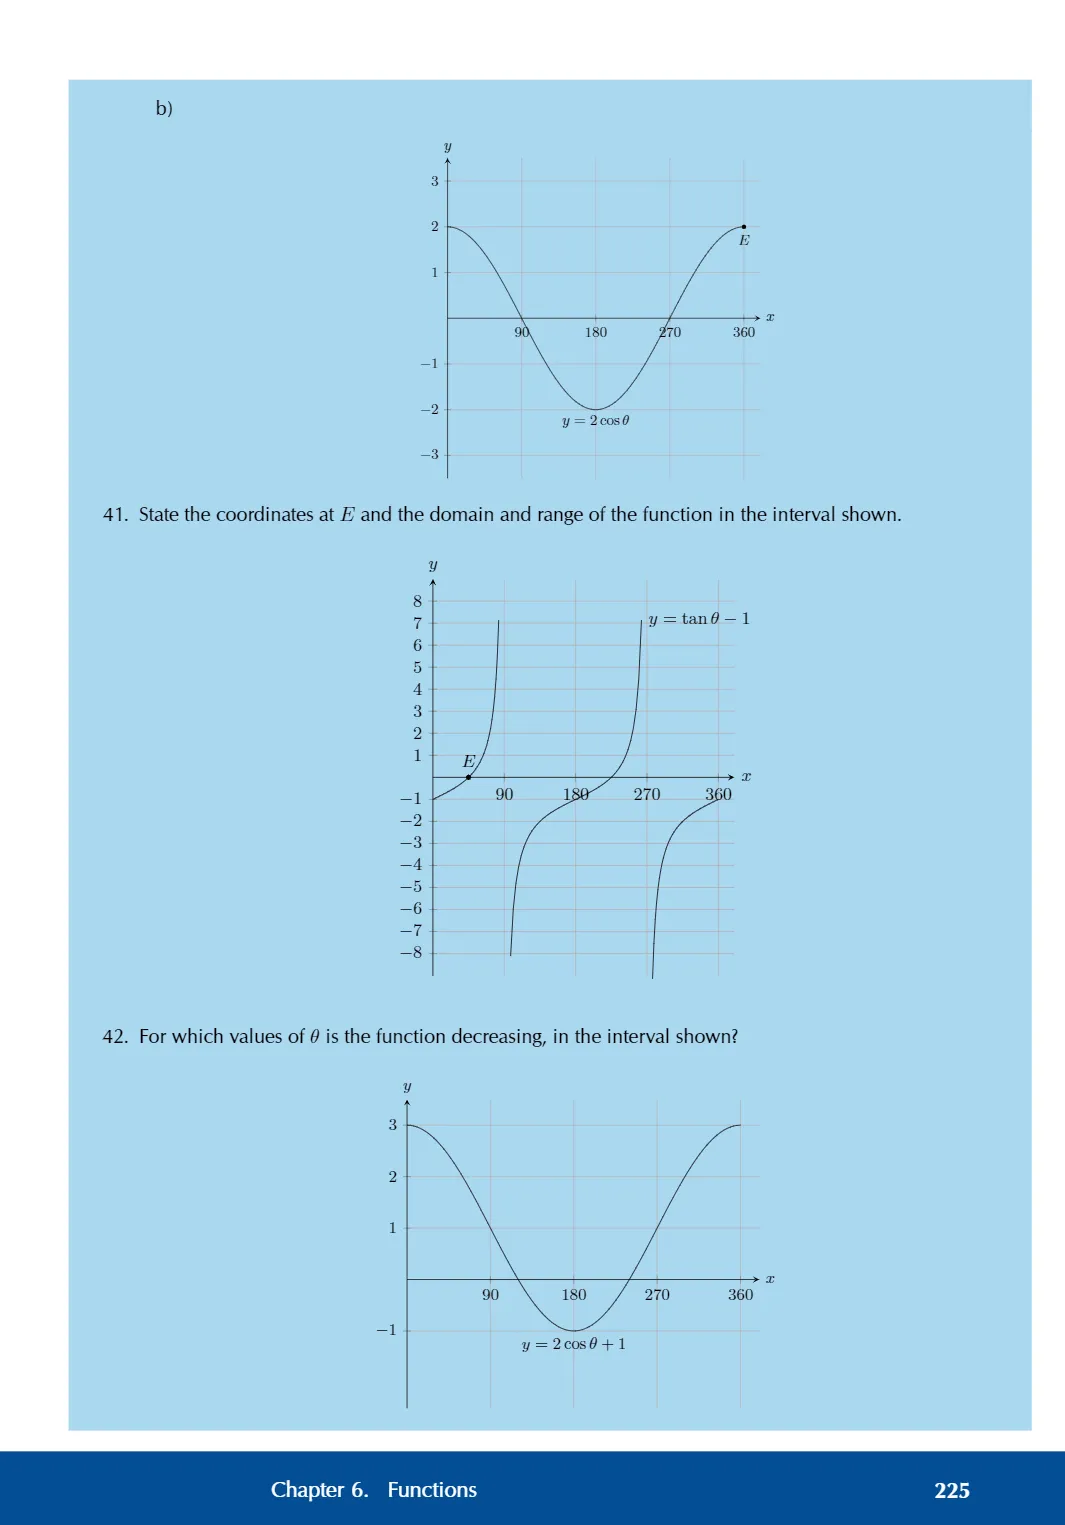 b)
y
3
2
E
1
x
90 180 270 360
−1
−2
y = 2 cos θ
−3
41. State the coordinates at E and the domain and range of the function in the interval shown.
y
8
7
y = tan θ − 1
6
5
4
3
2
1
E
x
90 180 270 360
−1
−2
−3
−4
−5
−6
−7
−8
42. For which values of θ is the function decreasing, in the interval shown?
y
3
2
1
x
90 180 270 360
−1
y = 2 cos θ + 1
Chapter 6. Functions 225